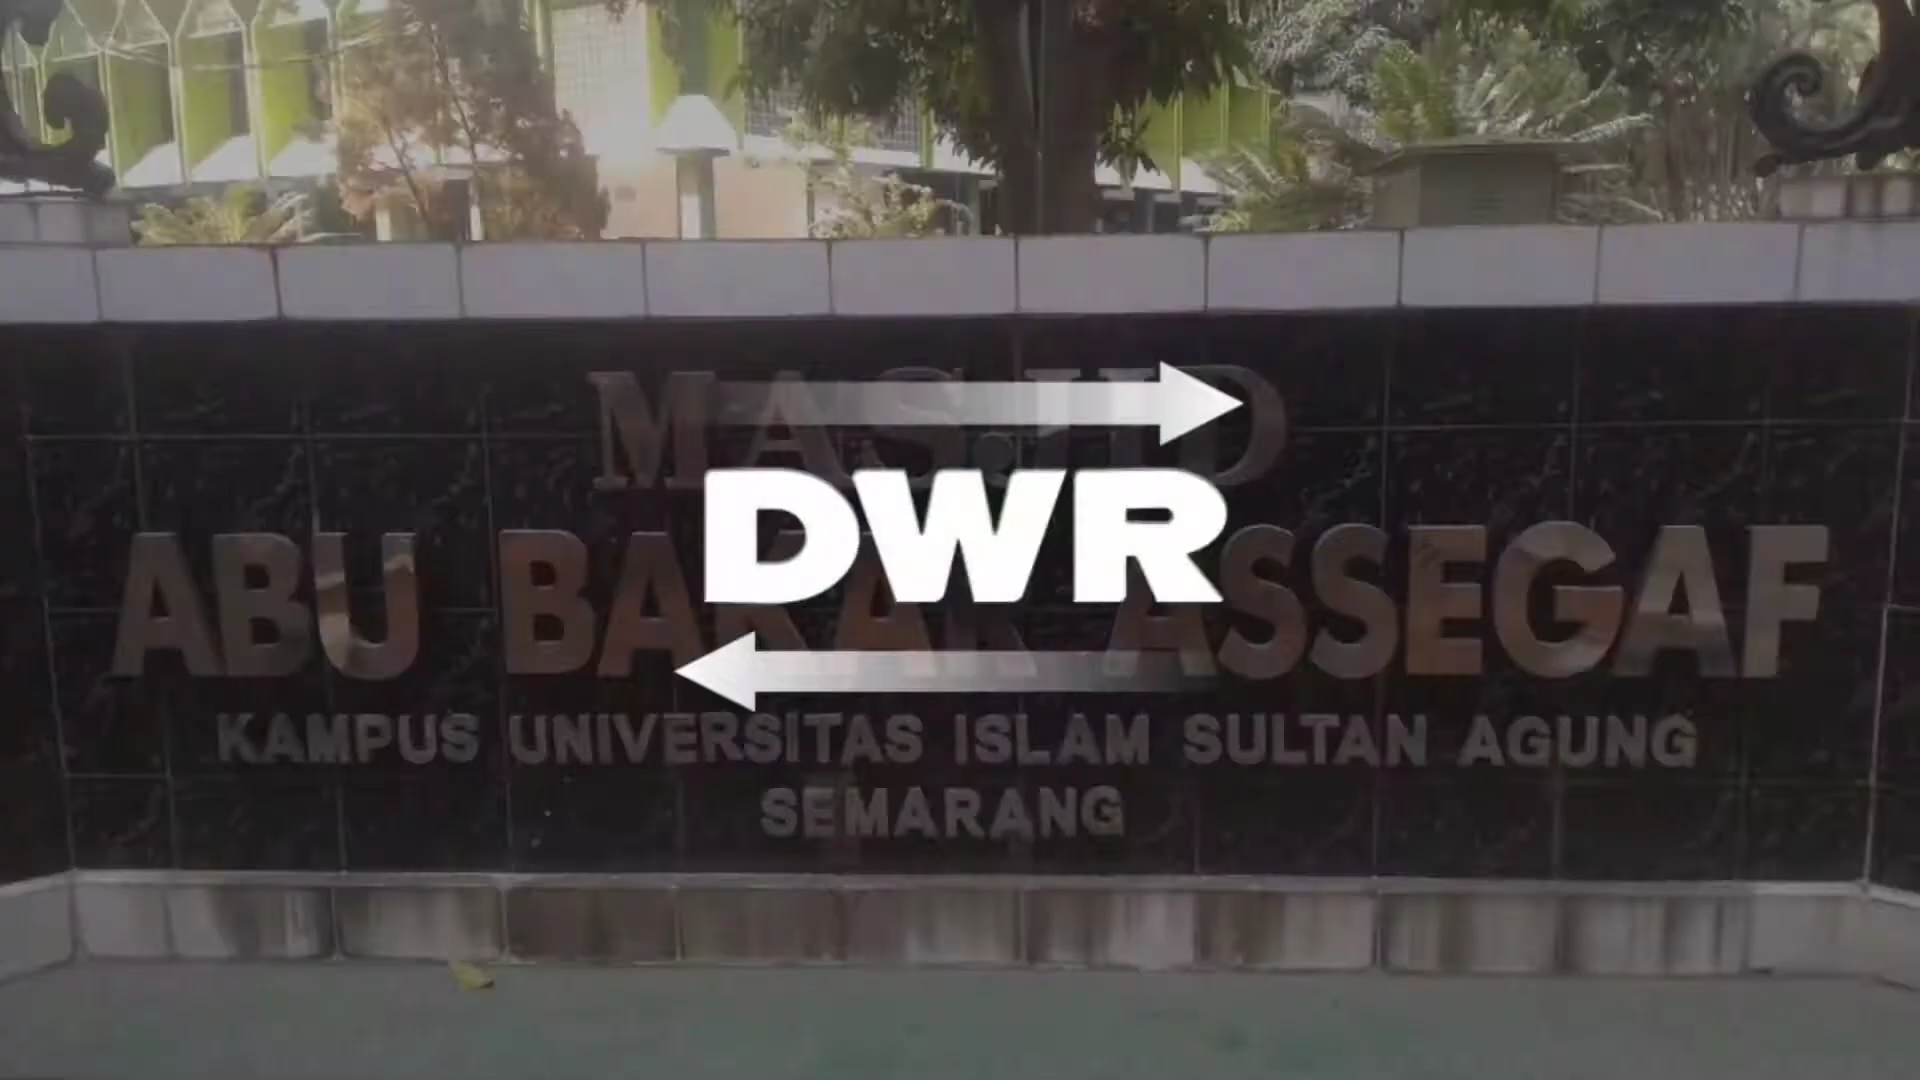 MASJID
DWR
ABU BAKAR ASSEGAF
KAMPUS UNIVERSITAS ISLAM SULTAN AGUNG
SEMARANG